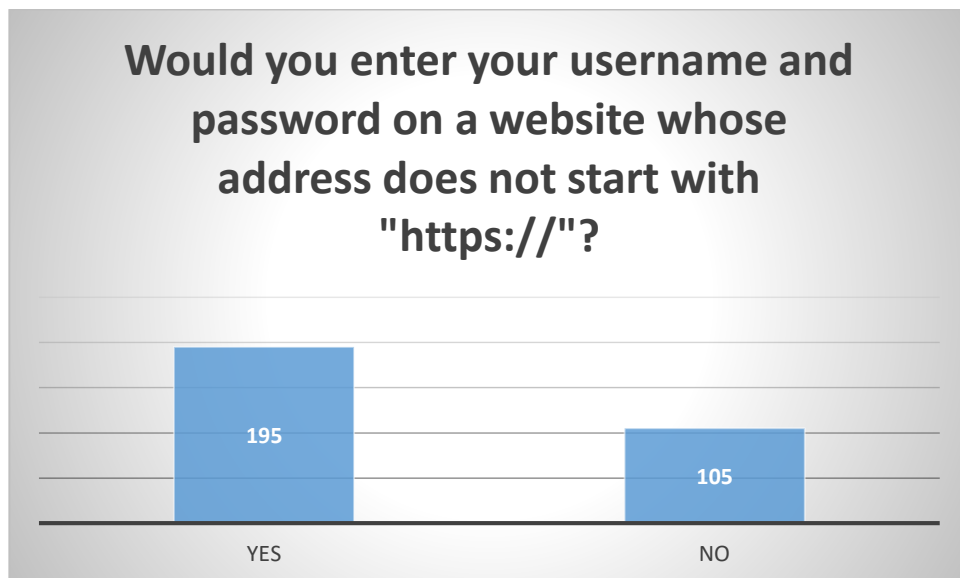 Would you enter your username and
password on a website whose
address does not start with
"https://"?
195
105
YES
NO